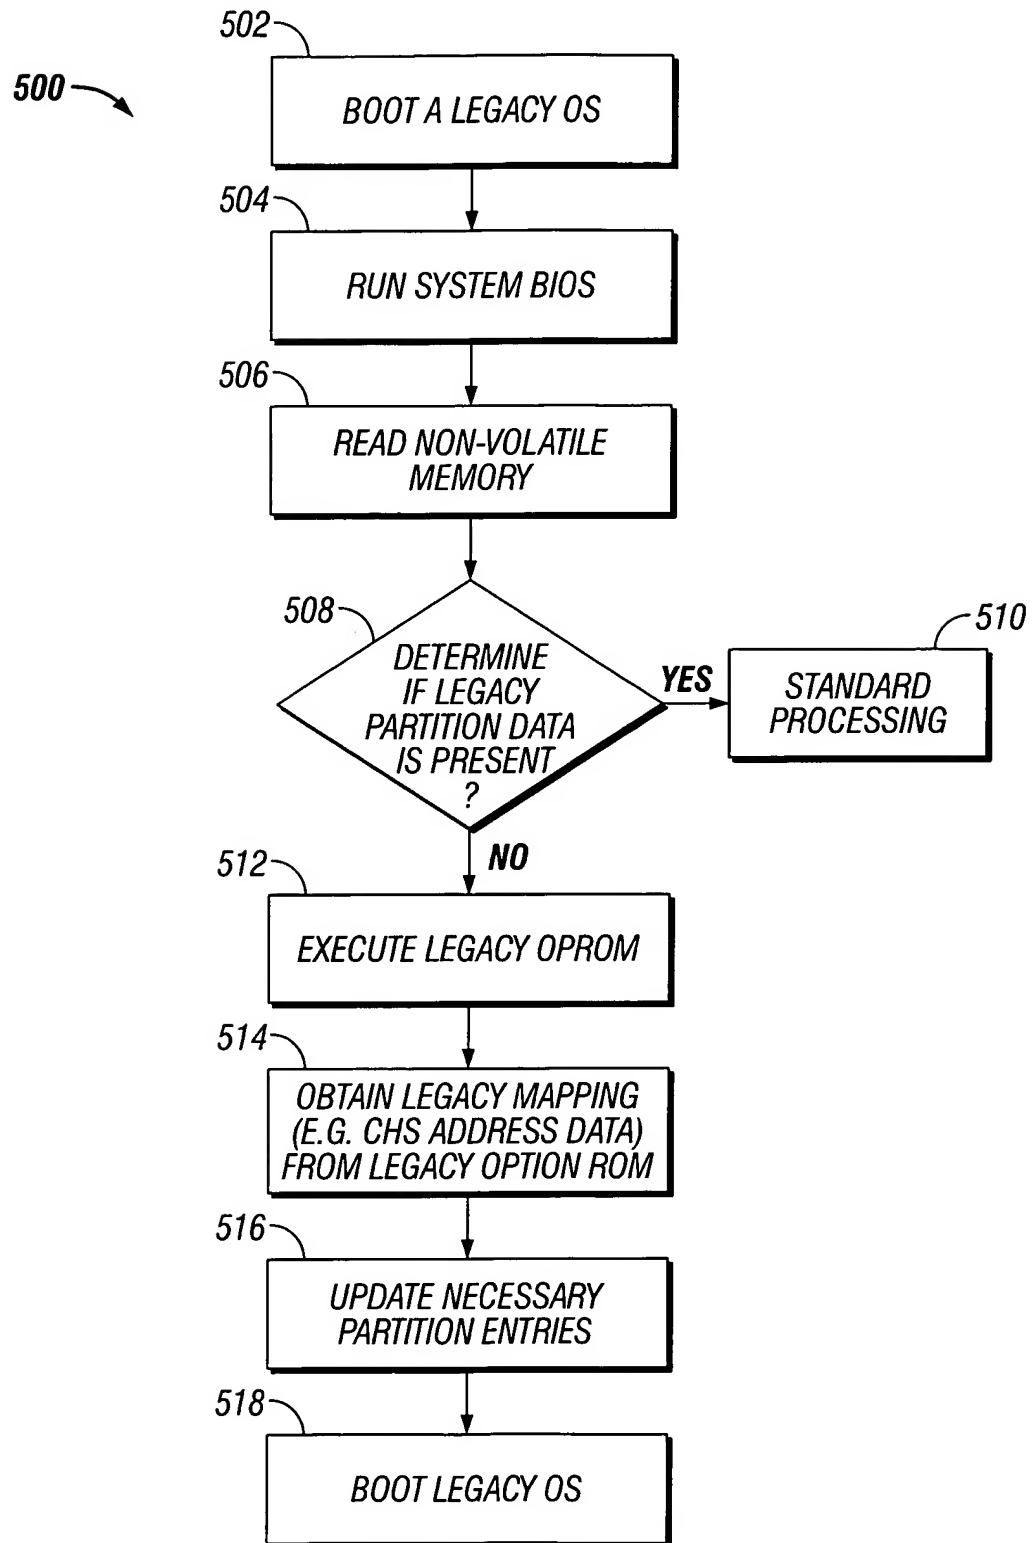 502
500
BOOT A LEGACY OS
504
RUN SYSTEM BIOS
506
READ NON-VOLATILE
MEMORY
508
DETERMINE
IF LEGACY
PARTITION DATA
IS PRESENT
?
YES
510
STANDARD
PROCESSING
NO
512
EXECUTE LEGACY OPROM
514
OBTAIN LEGACY MAPPING
(E.G. CHS ADDRESS DATA)
FROM LEGACY OPTION ROM
516
UPDATE NECESSARY
PARTITION ENTRIES
518
BOOT LEGACY OS